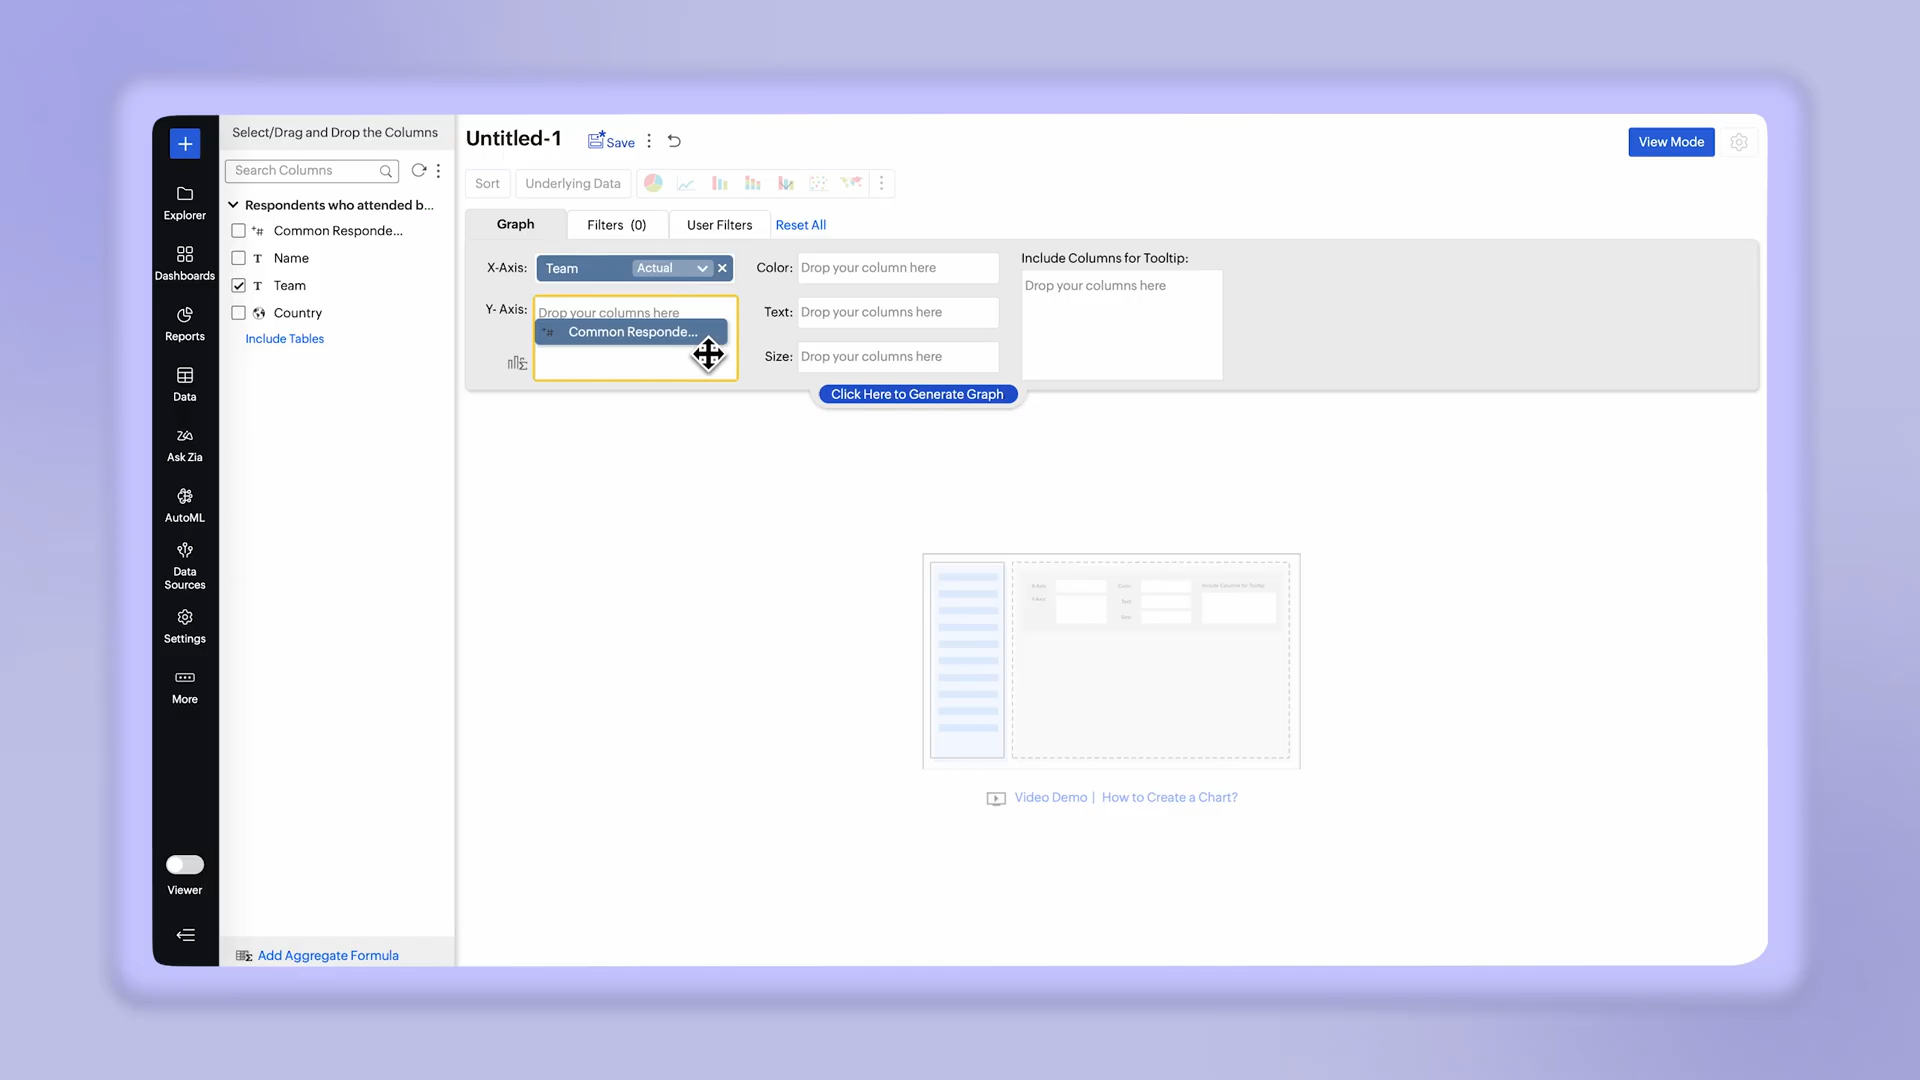 Select/Drag and Drop the Columns
Untitled-1
Save
View Mode
Explorer
Dashboards
Reports
Data
Ask Zia
AutoML
Data
Sources
Settings
More
Viewer
Search Columns
Respondents who attended b...
Common Responde...
Name
Team
Country
Include Tables
Add Aggregate Formula
Sort
Underlying Data
Graph
Filters (0)
User Filters
Reset All
X-Axis:
Team
Actual
Y- Axis:
Drop your columns here
Common Responde...
Color:
Drop your column here
Text:
Drop your columns here
Size:
Drop your columns here
Include Columns for Tooltip:
Drop your columns here
Click Here to Generate Graph
Include Columns for Tooltip
Video Demo | How to Create a Chart?